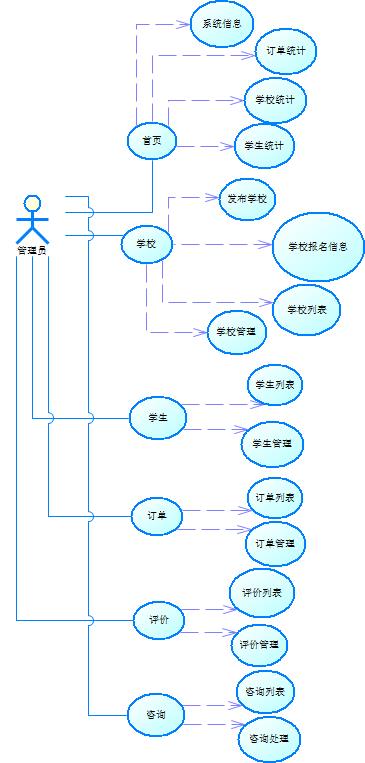 系统信息
订单统计
学校统计
首页
学生统计
发布学校
管理员
学校
学校报名信息
学校列表
学校管理
学生列表
学生
学生管理
订单列表
订单
订单管理
评价列表
评价
评价管理
咨询列表
咨询
咨询处理